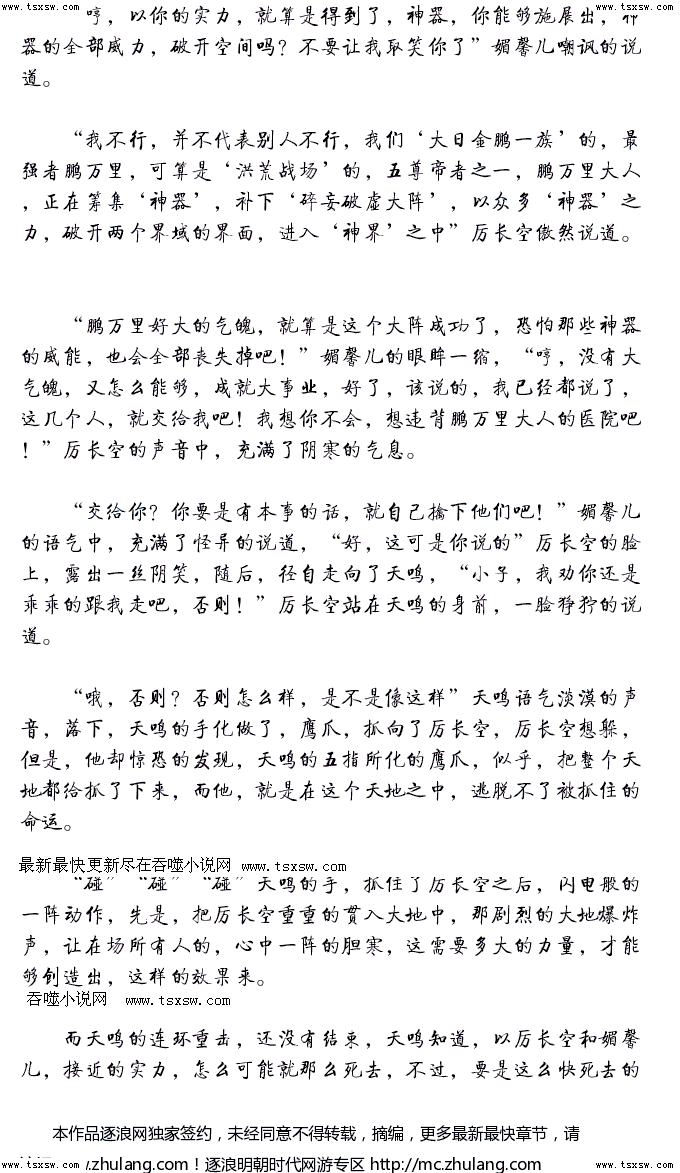 www.tsxsw.com www.tsxsw.com www.tsxsw.com
哼，以你的实力，就算是得到了，神器，你能够施展出，神
器的全部威力，破开空间吗？不要让我取笑你了”媚馨儿嘲讽的说
道。
“我不行，并不代表别人不行，我们‘大日金鹏一族’的，最
强者鹏万里，可算是‘洪荒战场’的，五尊帝者之一，鹏万里大人
，正在筹集‘神器’，补下‘碎妄破虚大阵’，以众多‘神器’之
力，破开两个界域的界面，进入‘神界’之中”厉长空傲然说道。
“鹏万里好大的气魄，就算是这个大阵成功了，恐怕那些神器
的威能，也会全部丧失掉吧！”媚馨儿的眼眸一缩，“哼，没有大
气魄，又怎么能够，成就大事业，好了，该说的，我已经都说了，
这几个人，就交给我吧！我想你不会，想违背鹏万里大人的医院吧
！”厉长空的声音中，充满了阴寒的气息。
“交给你？你要是有本事的话，就自己擒下他们吧！”媚馨儿
的语气中，充满了怪异的说道，“好，这可是你说的”厉长空的脸
上，露出一丝阴笑，随后，径自走向了天鸣，“小子，我劝你还是
乖乖的跟我走吧，否则！”厉长空站在天鸣的身前，一脸狰狞的说
道。
“哦，否则？否则怎么样，是不是像这样”天鸣语气淡漠的声
音，落下，天鸣的手化做了，鹰爪，抓向了厉长空，厉长空想躲，
但是，他却惊恐的发现，天鸣的五指所化的鹰爪，似乎，把整个天
地都给抓了下来，而他，就是在这个天地之中，逃脱不了被抓住的
命运。
最新最快更新尽在吞噬小说网 www.tsxsw.com
“碰”“碰”“碰”天鸣的手，抓住了厉长空之后，闪电般的
一阵动作，先是，把厉长空重重的贯入大地中，那剧烈的大地爆炸
声，让在场所有人的，心中一阵的胆寒，这需要多大的力量，才能
够创造出，这样的效果来。
吞噬小说网 www.tsxsw.com
而天鸣的连环重击，还没有结束，天鸣知道，以厉长空和媚馨
儿，接近的实力，怎么可能就那么死去，不过，要是这么快死去的
本作品逐浪网独家签约，未经同意不得转载，摘编，更多最新最快章节，请
.zhulang.com！逐浪明朝时代网游专区 http://mc.zhulang.com
www.tsxsw.com www.tsxsw.com www.tsxsw.com